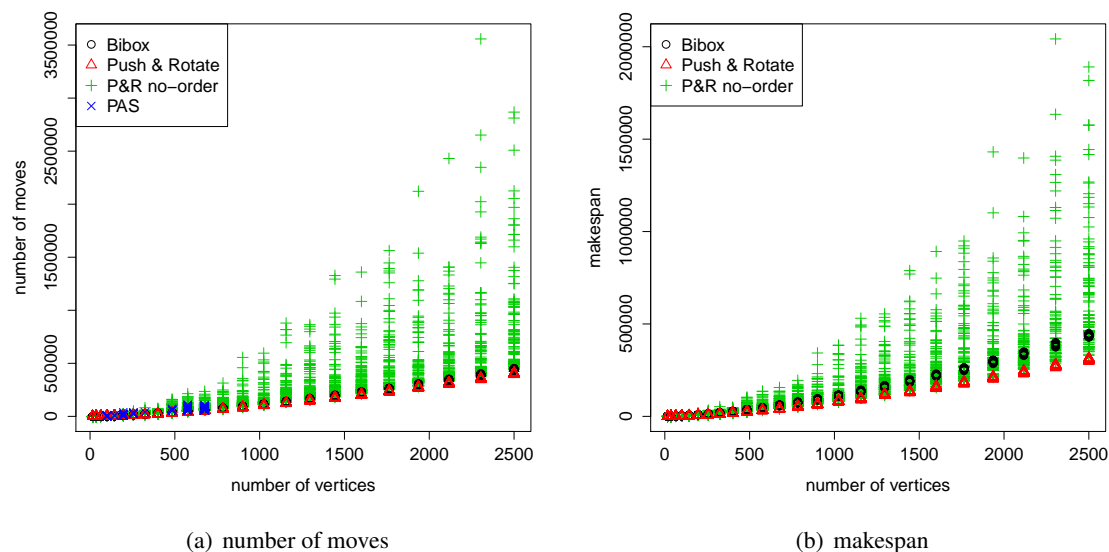 number of moves
0
500000
1500000
2500000
3500000
Bibox
Push & Rotate
P&R no-order
PAS
0
500
1000
1500
2000
2500
number of vertices
(a) number of moves
makespan
0
500000
1000000
1500000
2000000
Bibox
Push & Rotate
P&R no-order
0
500
1000
1500
2000
2500
number of vertices
(b) makespan